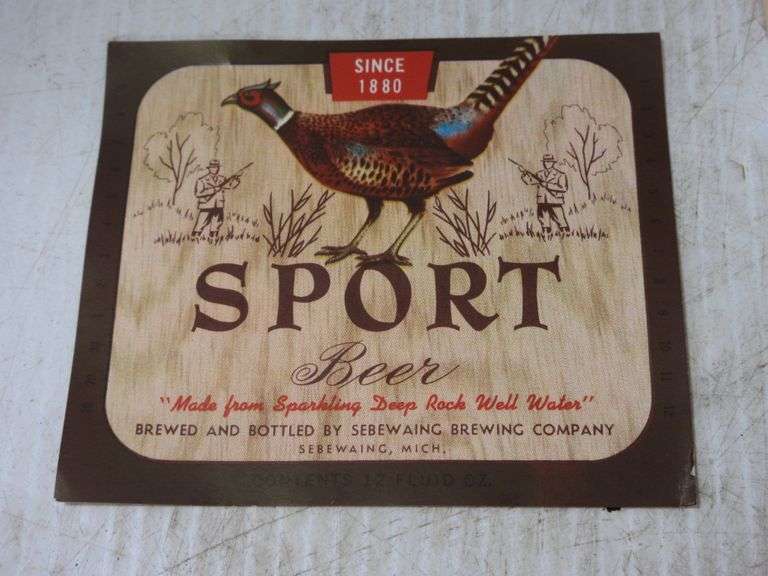 SINCE
1880
SPORT
Beer
"Made from Sparkling Deep Rock Well Water"
BREWED AND BOTTLED BY SEBEWAING BREWING COMPANY
SEBEWAING, MICH.
CONTENTS 12 FLUID OZ.